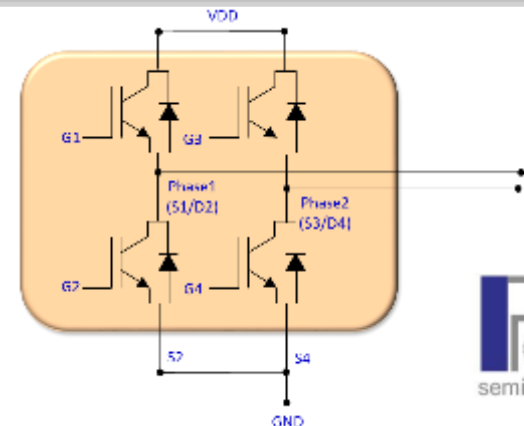 VDD
G1
G3
Phase1
(S1/D2)
Phase2
(S3/D4)
G2
G4
S2
S4
GND
semi